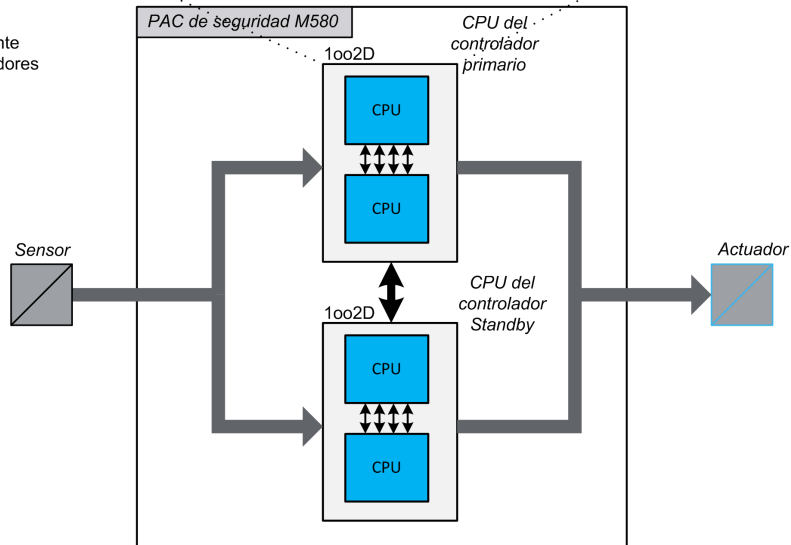 PAC de seguridad M580
CPU del
controlador
primario
nte
dores
1oo2D
CPU
CPU
Sensor
Actuador
CPU del
controlador
Standby
1oo2D
CPU
CPU